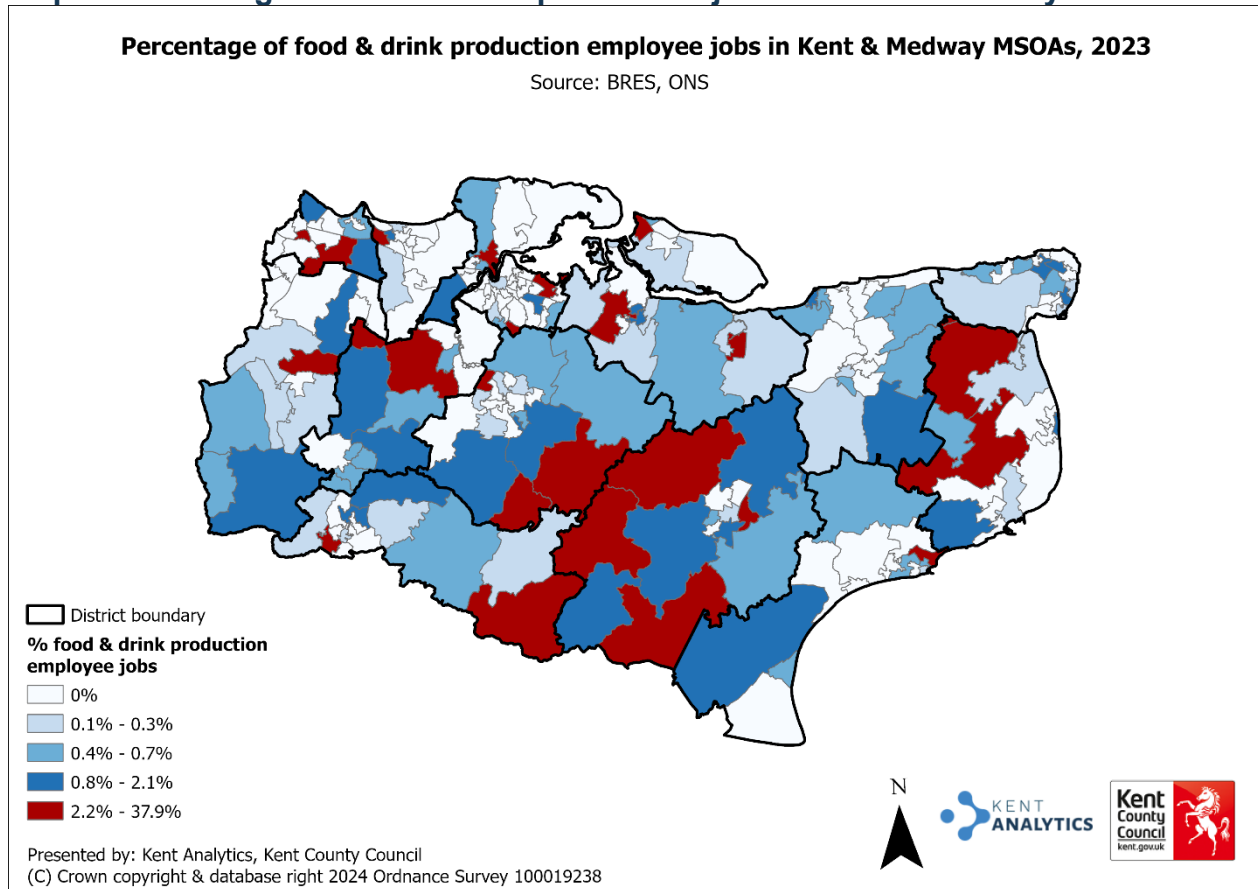 Percentage of food & drink production employee jobs in Kent & Medway MSOAs, 2023
Source: BRES, ONS
District boundary
% food & drink production
employee jobs
0%
0.1% - 0.3%
0.4% - 0.7%
0.8% - 2.1%
2.2% - 37.9%
N
KENT
ANALYTICS
Kent
County
Council
kent.gov.uk
Presented by: Kent Analytics, Kent County Council
(C) Crown copyright & database right 2024 Ordnance Survey 100019238